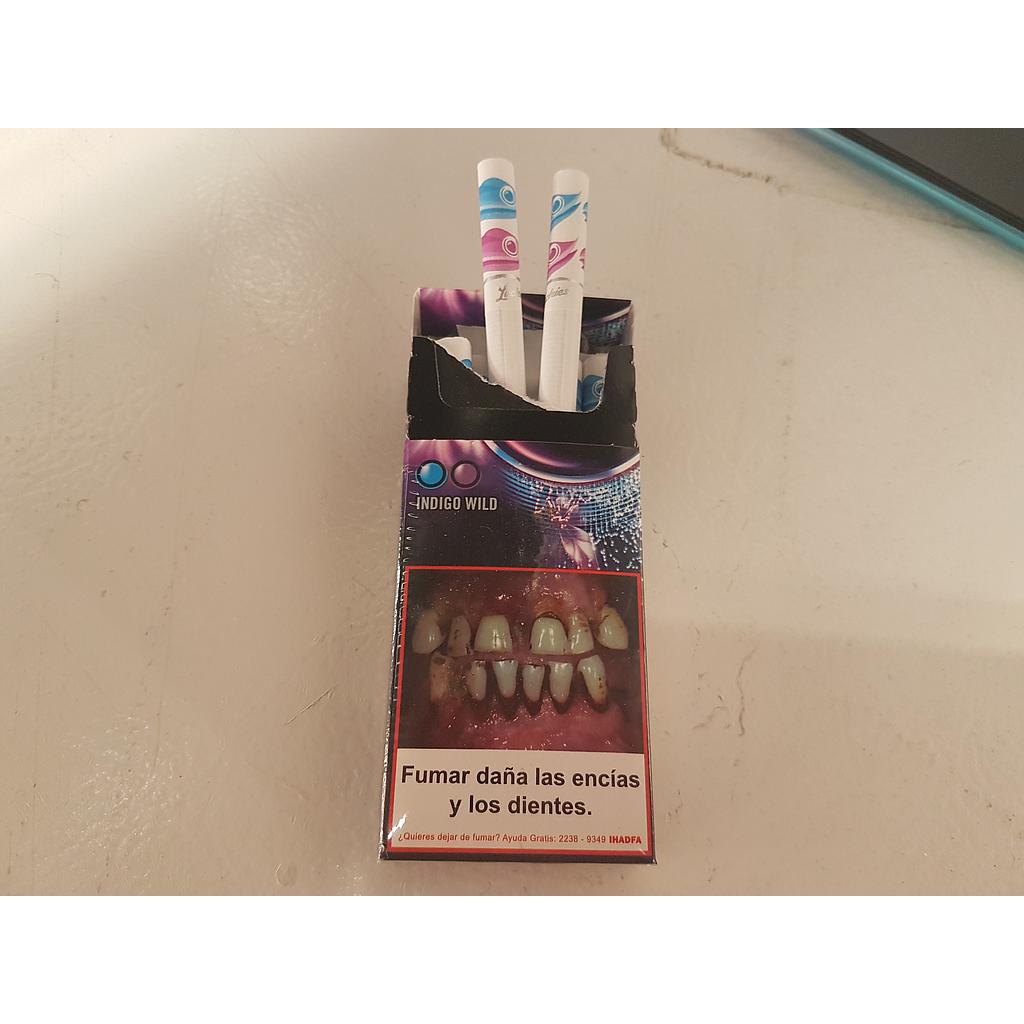 INDIGO WILD
Fumar daña las encías
y los dientes.
¿Quieres dejar de fumar? Ayuda Gratis: 2238 - 9349 IHADFA